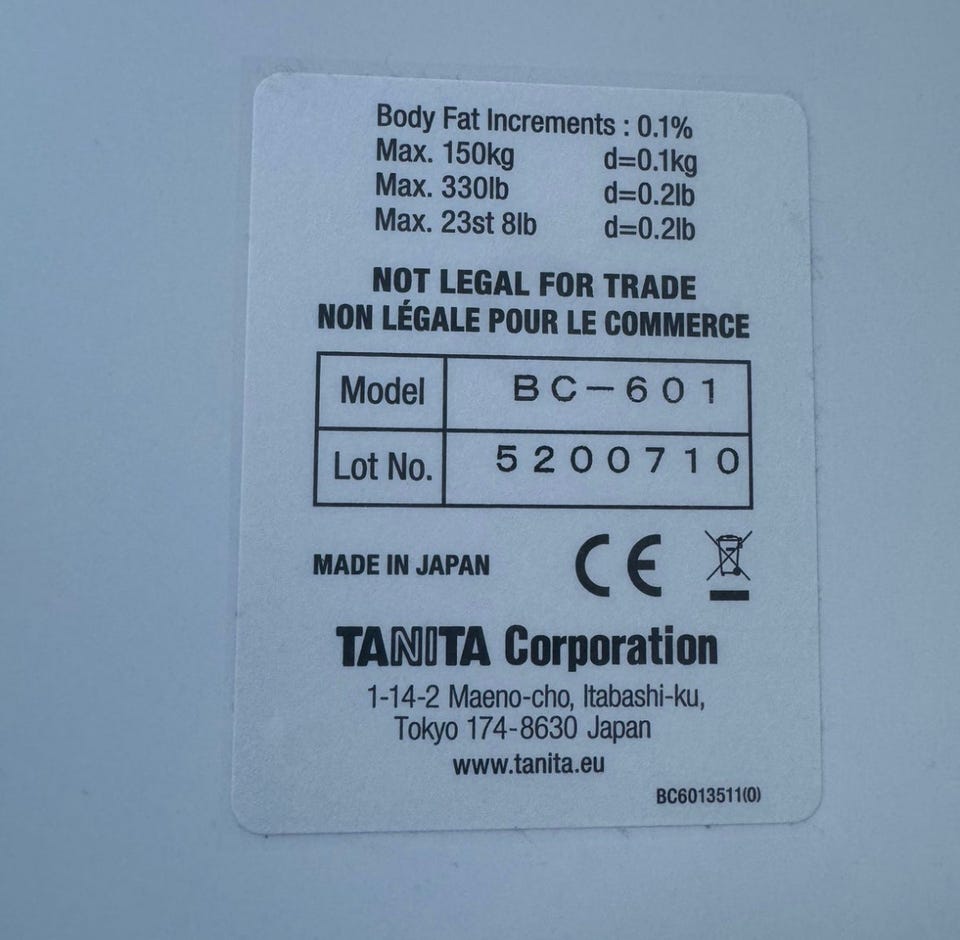 Body Fat Increments : 0.1%
Max. 150kg d=0.1kg
Max. 330lb d=0.2lb
Max. 23st 8lb d=0.2lb
NOT LEGAL FOR TRADE
NON LÉGALE POUR LE COMMERCE
Model BC-601
Lot No. 5200710
MADE IN JAPAN CE
TANITA Corporation
1-14-2 Maeno-cho, Itabashi-ku,
Tokyo 174-8630 Japan
www.tanita.eu
BC6013511(0)